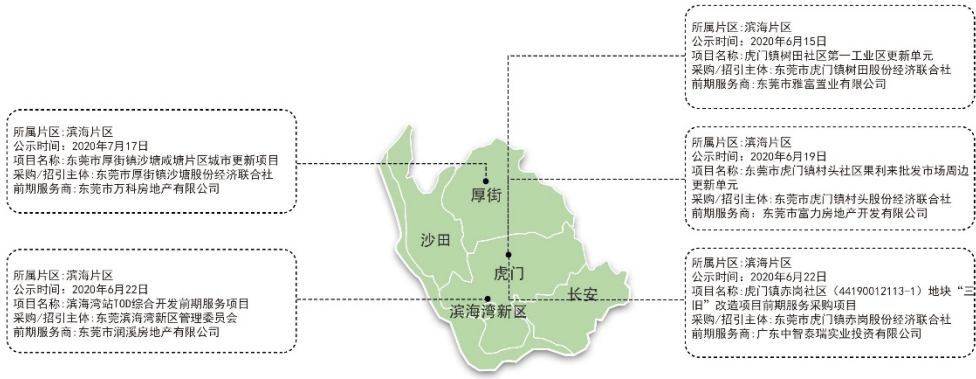 所属片区:滨海片区
公示时间：2020年6月15日
项目名称:虎门镇树田社区第一工业区更新单元
采购/招引主体:东莞市虎门镇树田股份经济联合社
前期服务商:东莞市雅富置业有限公司
所属片区:滨海片区
公示时间：2020年7月17日
项目名称:东莞市厚街镇沙塘咸塘片区城市更新项目
采购/招引主体:东莞市厚街镇沙塘股份经济联合社
前期服务商:东莞市万科房地产有限公司
所属片区:滨海片区
公示时间：2020年6月19日
项目名称：东莞市虎门镇村头社区果利来批发市场周边
更新单元
采购/招引主体:东莞市虎门镇村头股份经济联合社
前期服务商：东莞市富力房地产开发有限公司
厚街
沙田
虎门
长安
滨海湾新区
所属片区:滨海片区
公示时间：2020年6月22日
项目名称:滨海湾站TOD综合开发前期服务项目
采购/招引主体:东莞滨海湾新区管理委员会
前期服务商:东莞市润溪房地产有限公司
所属片区:滨海片区
公示时间：2020年6月22日
项目名称:虎门镇赤岗社区（44190012113-1）地块“三
旧”改造项目前期服务采购项目
采购/招引主体:东莞市虎门镇赤岗股份经济联合社
前期服务商:广东中智泰瑞实业投资有限公司